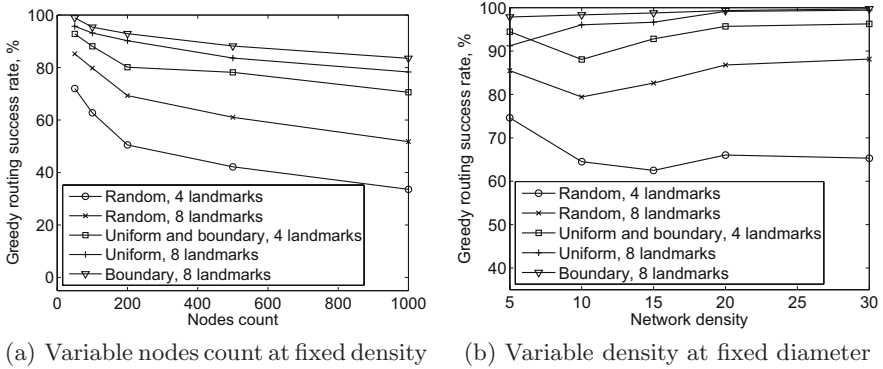 Greedy routing success rate, %
100
80
60
40
20
0
Random, 4 landmarks
Random, 8 landmarks
Uniform and boundary, 4 landmarks
Uniform, 8 landmarks
Boundary, 8 landmarks
0 200 400 600 800 1000
Nodes count
(a) Variable nodes count at fixed density
Greedy routing success rate, %
100
90
80
70
60
50
40
Random, 4 landmarks
Random, 8 landmarks
Uniform and boundary, 4 landmarks
Uniform, 8 landmarks
Boundary, 8 landmarks
5 10 15 20 25 30
Network density
(b) Variable density at fixed diameter